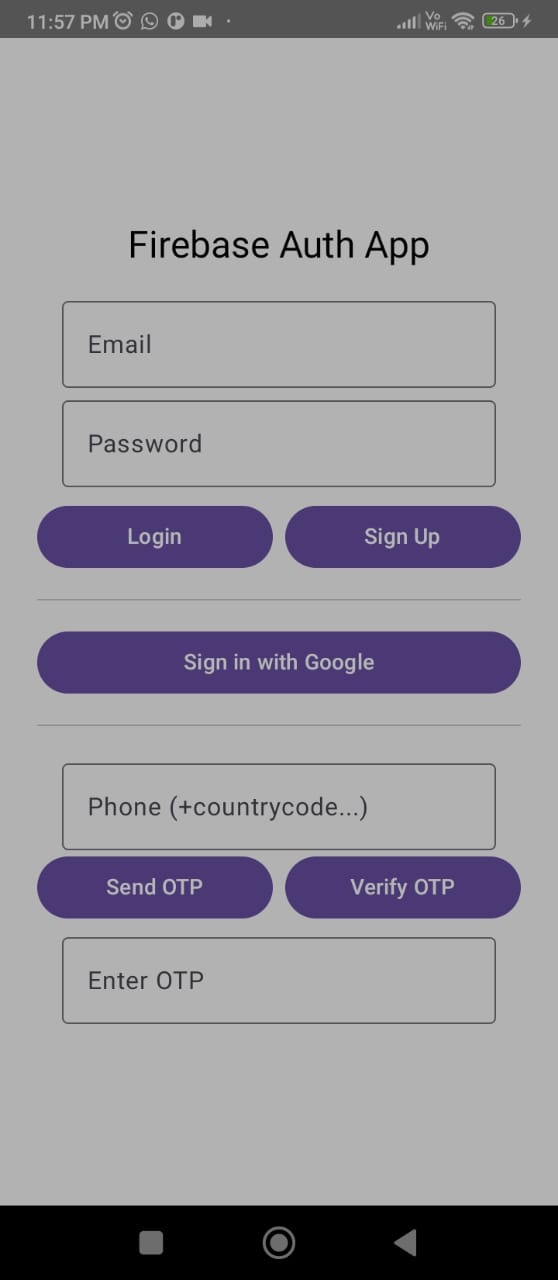 11:57 PM
Vo
WiFi
26
Firebase Auth App
Email
Password
Login Sign Up
Sign in with Google
Phone (+countrycode...)
Send OTP Verify OTP
Enter OTP